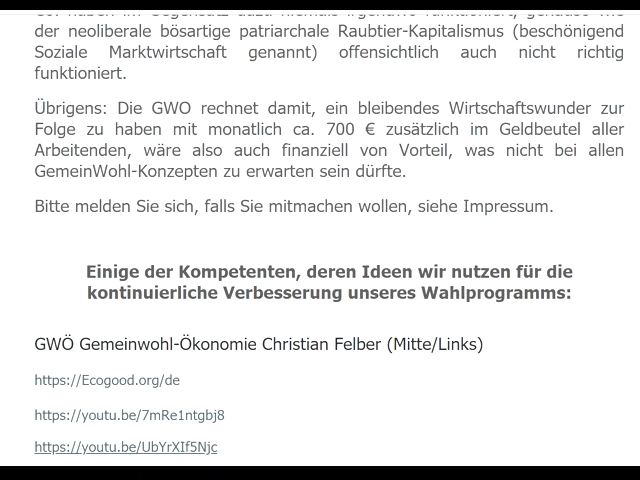 der neoliberale bösartige patriarchale Raubtier-Kapitalismus (beschönigend
Soziale Marktwirtschaft genannt) offensichtlich auch nicht richtig
funktioniert.
Übrigens: Die GWO rechnet damit, ein bleibendes Wirtschaftswunder zur
Folge zu haben mit monatlich ca. 700 € zusätzlich im Geldbeutel aller
Arbeitenden, wäre also auch finanziell von Vorteil, was nicht bei allen
GemeinWohl-Konzepten zu erwarten sein dürfte.
Bitte melden Sie sich, falls Sie mitmachen wollen, siehe Impressum.
Einige der Kompetenten, deren Ideen wir nutzen für die
kontinuierliche Verbesserung unseres Wahlprogramms:
GWÖ Gemeinwohl-Ökonomie Christian Felber (Mitte/Links)
https://Ecogood.org/de
https://youtu.be/7mRe1ntgbj8
https://youtu.be/UbYrXIf5Njc